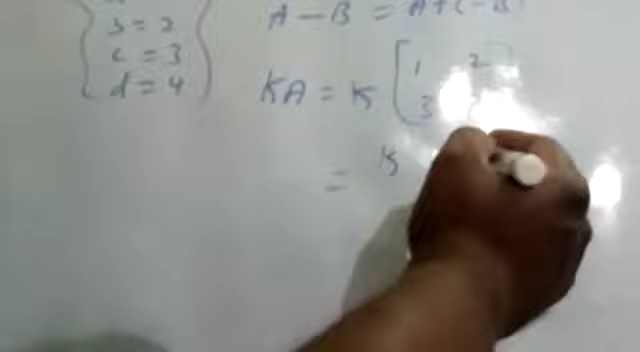 b = 2
c = 3
d = 4
A - B = A + (-B)
KA = K [ 1 2
3
= K